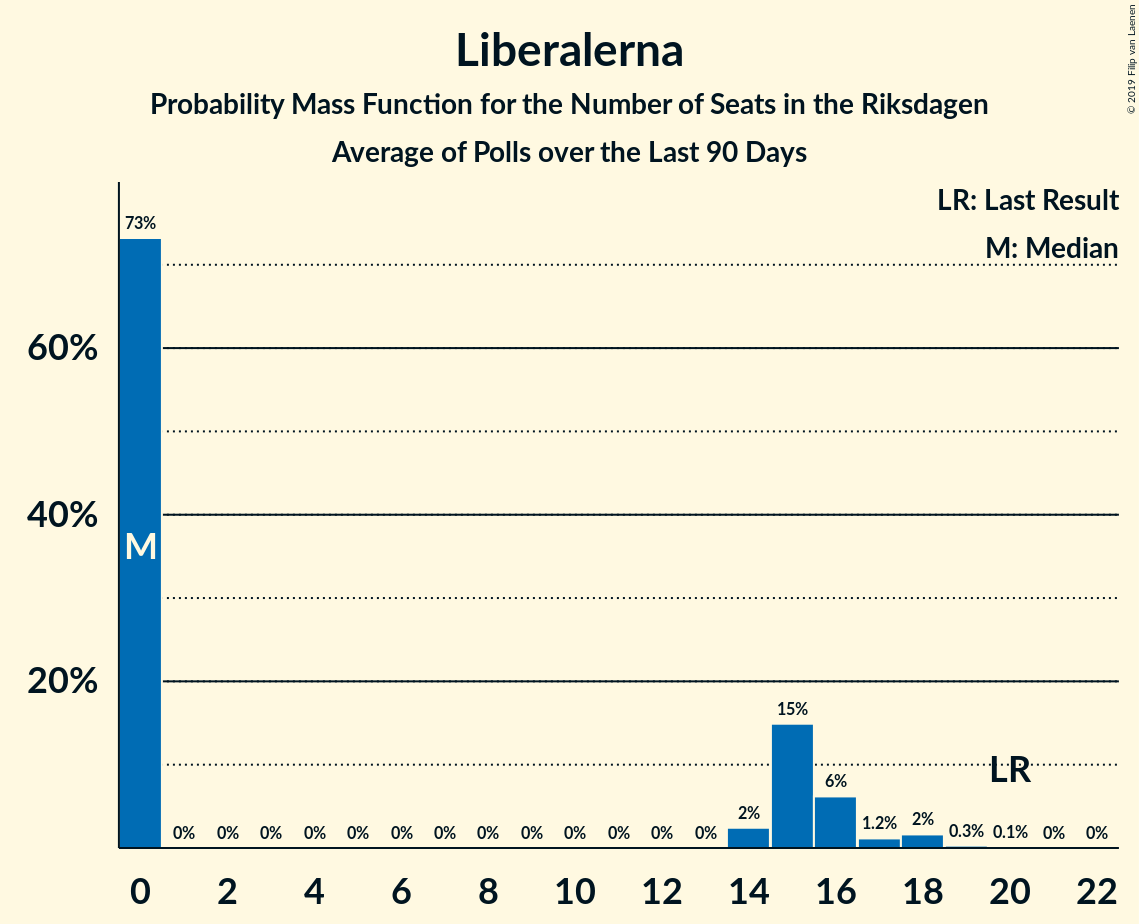 Liberalerna
Probability Mass Function for the Number of Seats in the Riksdagen
Average of Polls over the Last 90 Days
© 2019 Filip van Laenen
LR: Last Result
M: Median
73%
60%
40%
M
20%
15%
LR
6%
2%
1.2%
2%
0.3%
0.1%
0% 0% 0% 0% 0% 0% 0% 0% 0% 0% 0% 0% 0% 0% 0%
0 2 4 6 8 10 12 14 16 18 20 22